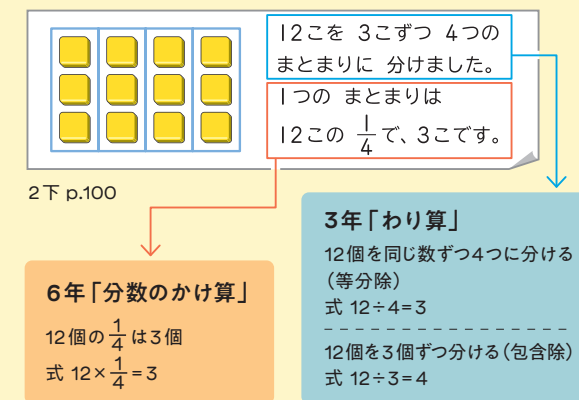 12こを 3こずつ 4つの
まとまりに 分けました。
1つの まとまりは
12この 1/4 で、3こです。
2下 p.100
3年「わり算」
12個を同じ数ずつ4つに分ける
(等分除)
式 12÷4=3
12個を3個ずつ分ける(包含除)
式 12÷3=4
6年「分数のかけ算」
12個の 1/4 は3個
式 12× 1/4 =3